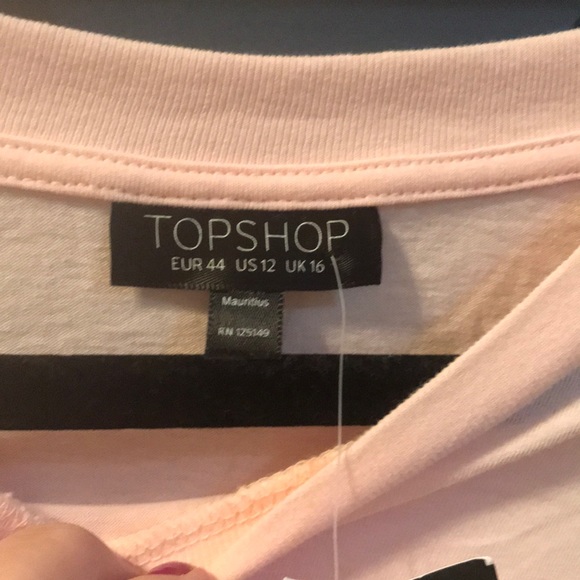 TOPSHOP
EUR 44 US 12 UK 16
Mauritius
RN 125149